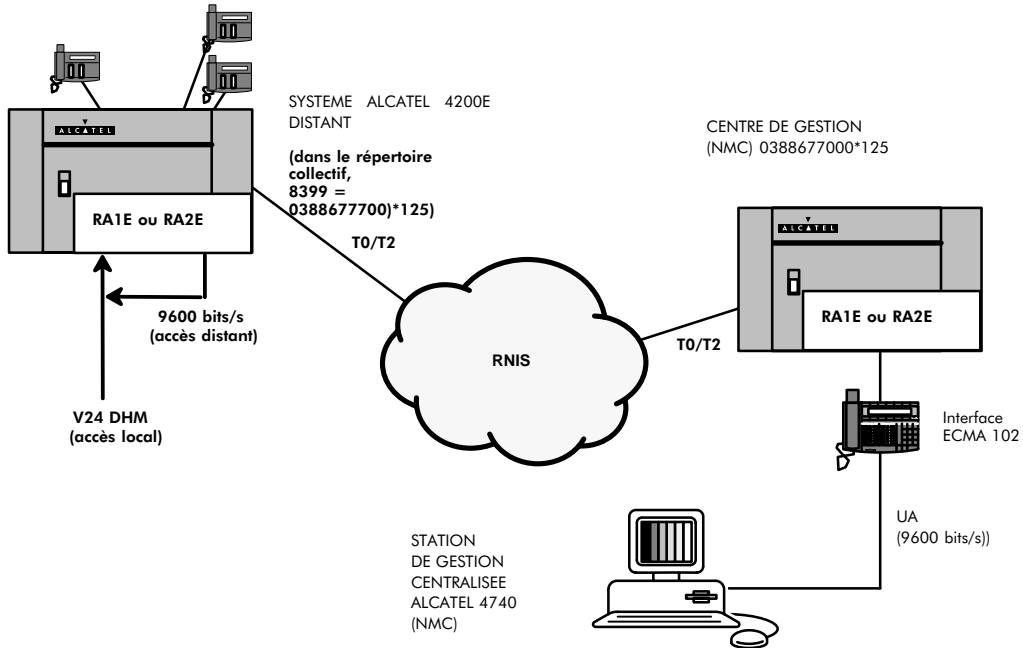 SYSTEME ALCATEL 4200E
DISTANT
(dans le répertoire
collectif,
8399 =
0388677700)*125)
T0/T2
ALCATEL
RA1E ou RA2E
9600 bits/s
(accès distant)
V24 DHM
(accès local)
RNIS
CENTRE DE GESTION
(NMC) 0388677000*125
ALCATEL
RA1E ou RA2E
T0/T2
Interface
ECMA 102
UA
(9600 bits/s))
STATION
DE GESTION
CENTRALISEE
ALCATEL 4740
(NMC)